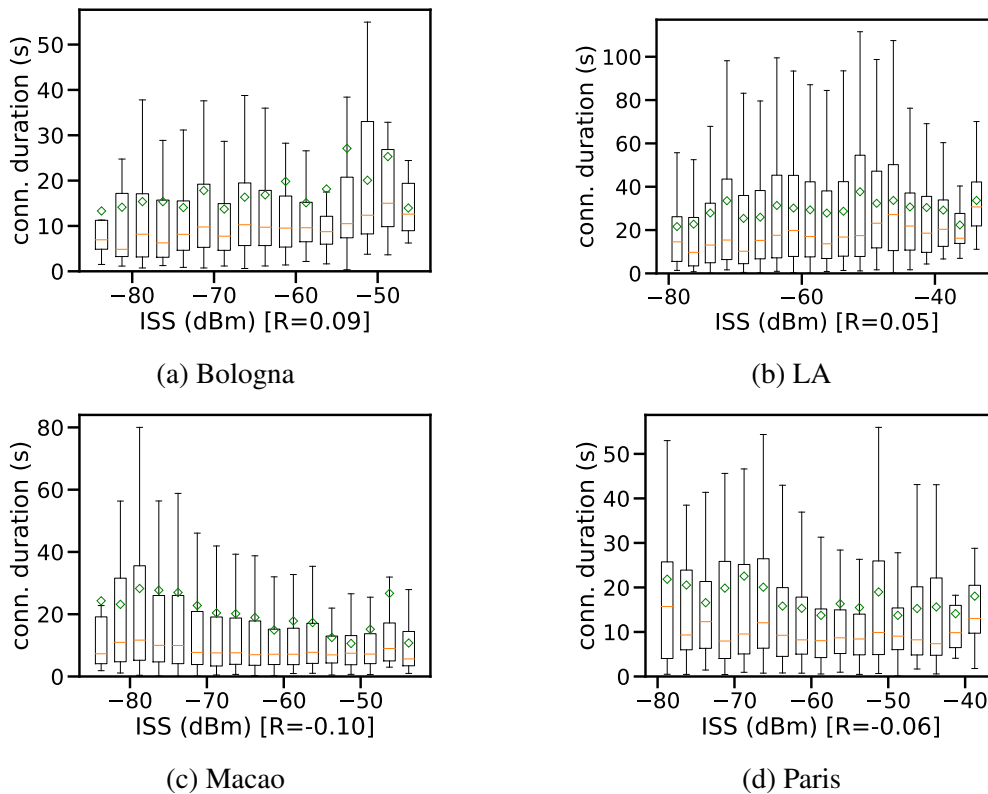 conn. duration (s)
50
40
30
20
10
0
−80 −70 −60 −50
ISS (dBm) [R=0.09]
(a) Bologna
conn. duration (s)
100
80
60
40
20
0
−80 −60 −40
ISS (dBm) [R=0.05]
(b) LA
conn. duration (s)
80
60
40
20
0
−80 −70 −60 −50
ISS (dBm) [R=-0.10]
(c) Macao
conn. duration (s)
50
40
30
20
10
0
−80 −70 −60 −50 −40
ISS (dBm) [R=-0.06]
(d) Paris